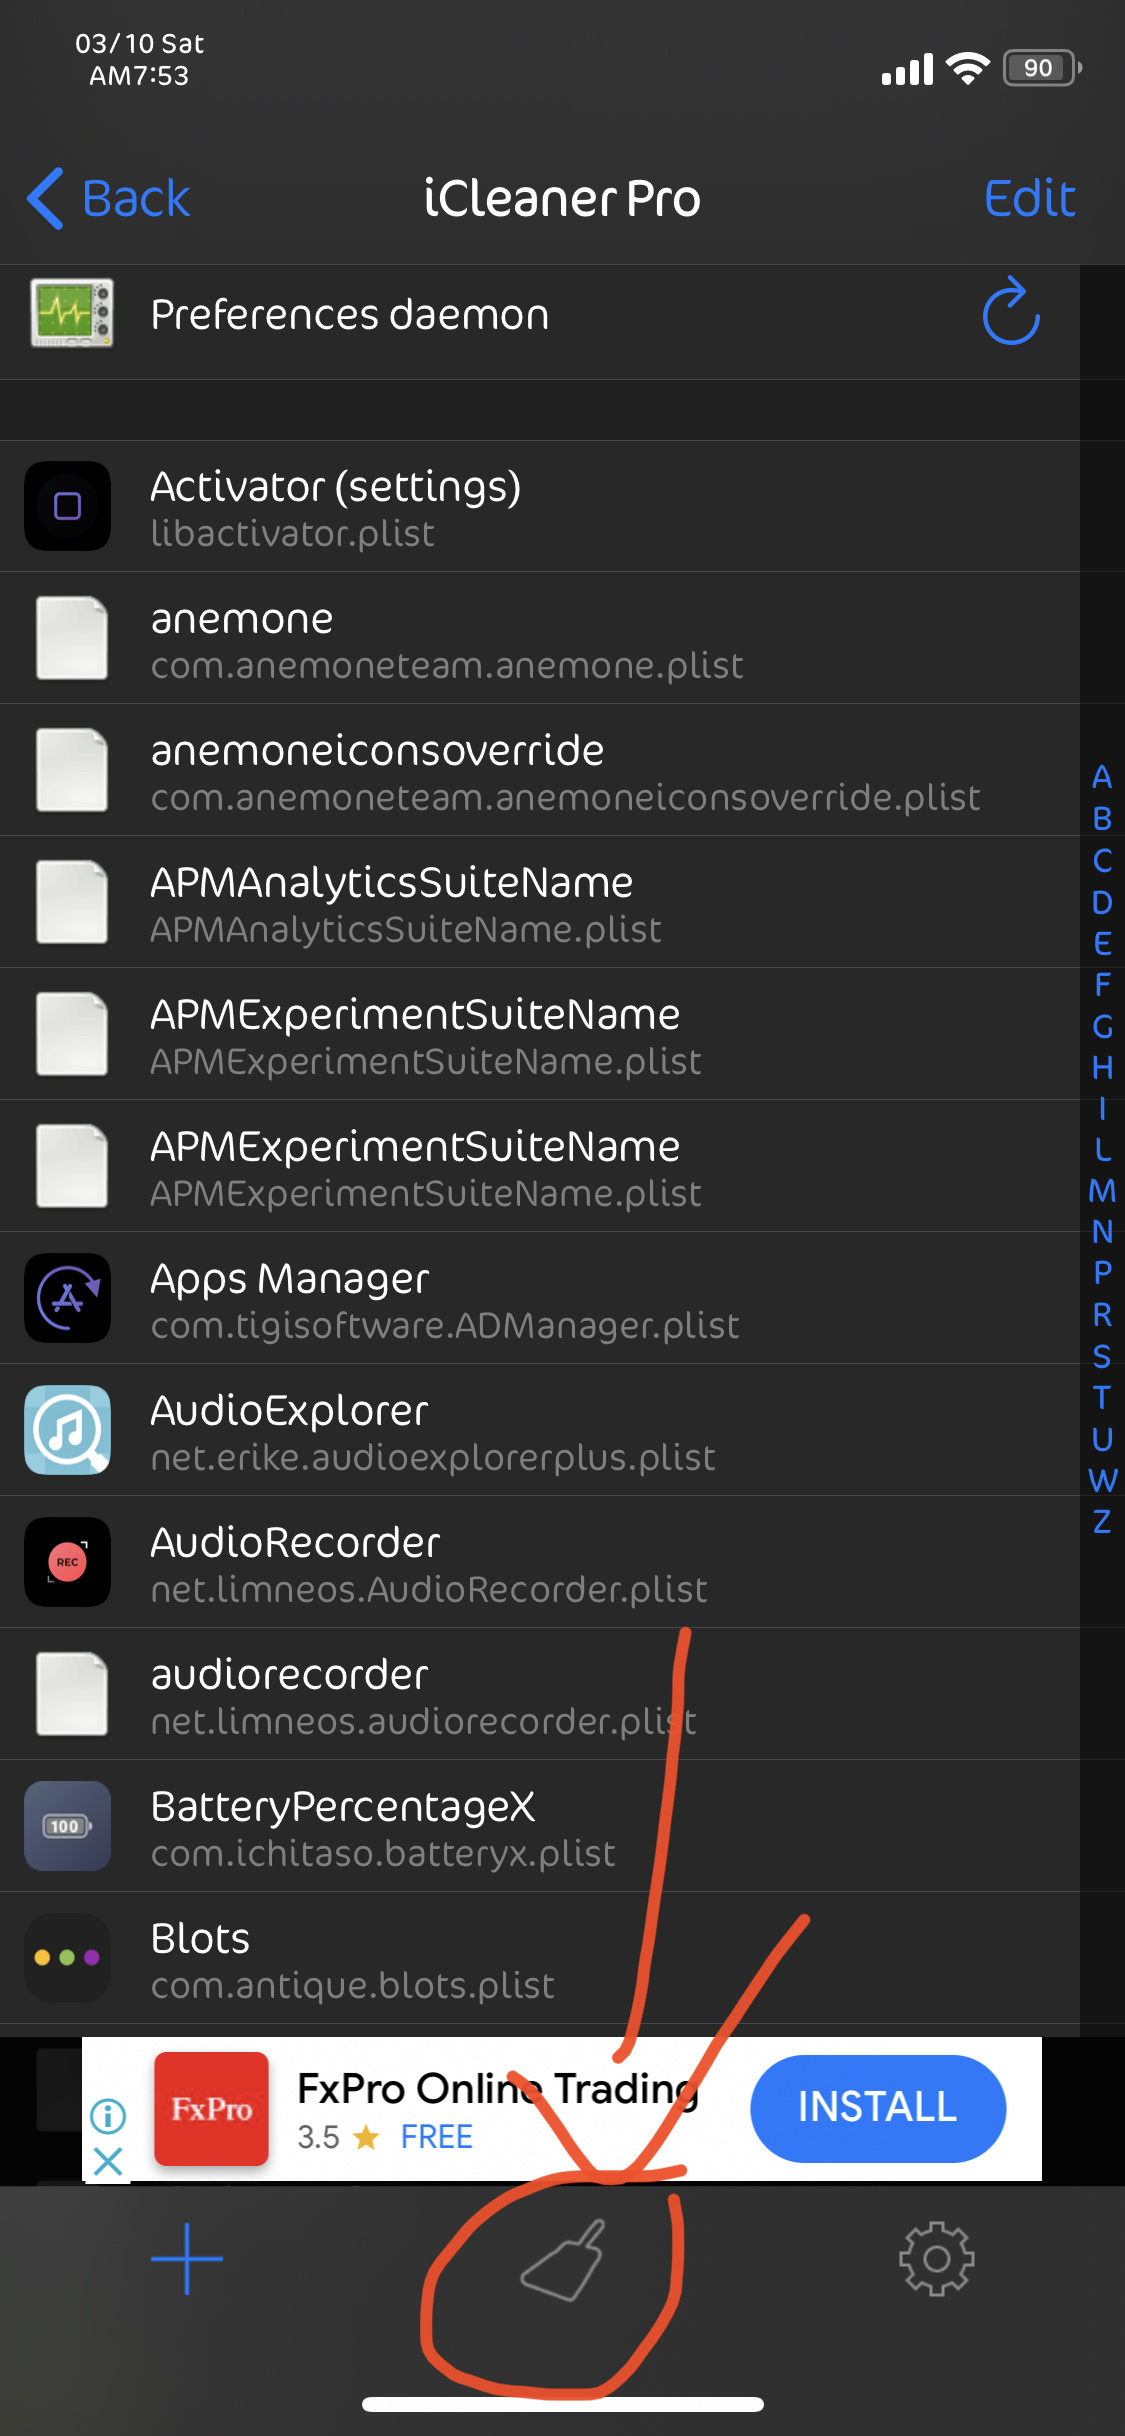 03/10 Sat
AM7:53
90
Back
iCleaner Pro
Edit
Preferences daemon
Activator (settings)
libactivator.plist
anemone
com.anemoneteam.anemone.plist
anemoneiconsoverride
com.anemoneteam.anemoneiconsoverride.plist
APMAnalyticsSuiteName
APMAnalyticsSuiteName.plist
APMExperimentSuiteName
APMExperimentSuiteName.plist
APMExperimentSuiteName
APMExperimentSuiteName.plist
Apps Manager
com.tigisoftware.ADManager.plist
AudioExplorer
net.erike.audioexplorerplus.plist
REC
AudioRecorder
net.limneos.AudioRecorder.plist
audiorecorder
net.limneos.audiorecorder.plist
100
BatteryPercentageX
com.ichitaso.batteryx.plist
Blots
com.antique.blots.plist
A
B
C
D
E
F
G
H
I
L
M
N
P
R
S
T
U
W
Z
FxPro
FxPro Online Trading
3.5 FREE
INSTALL